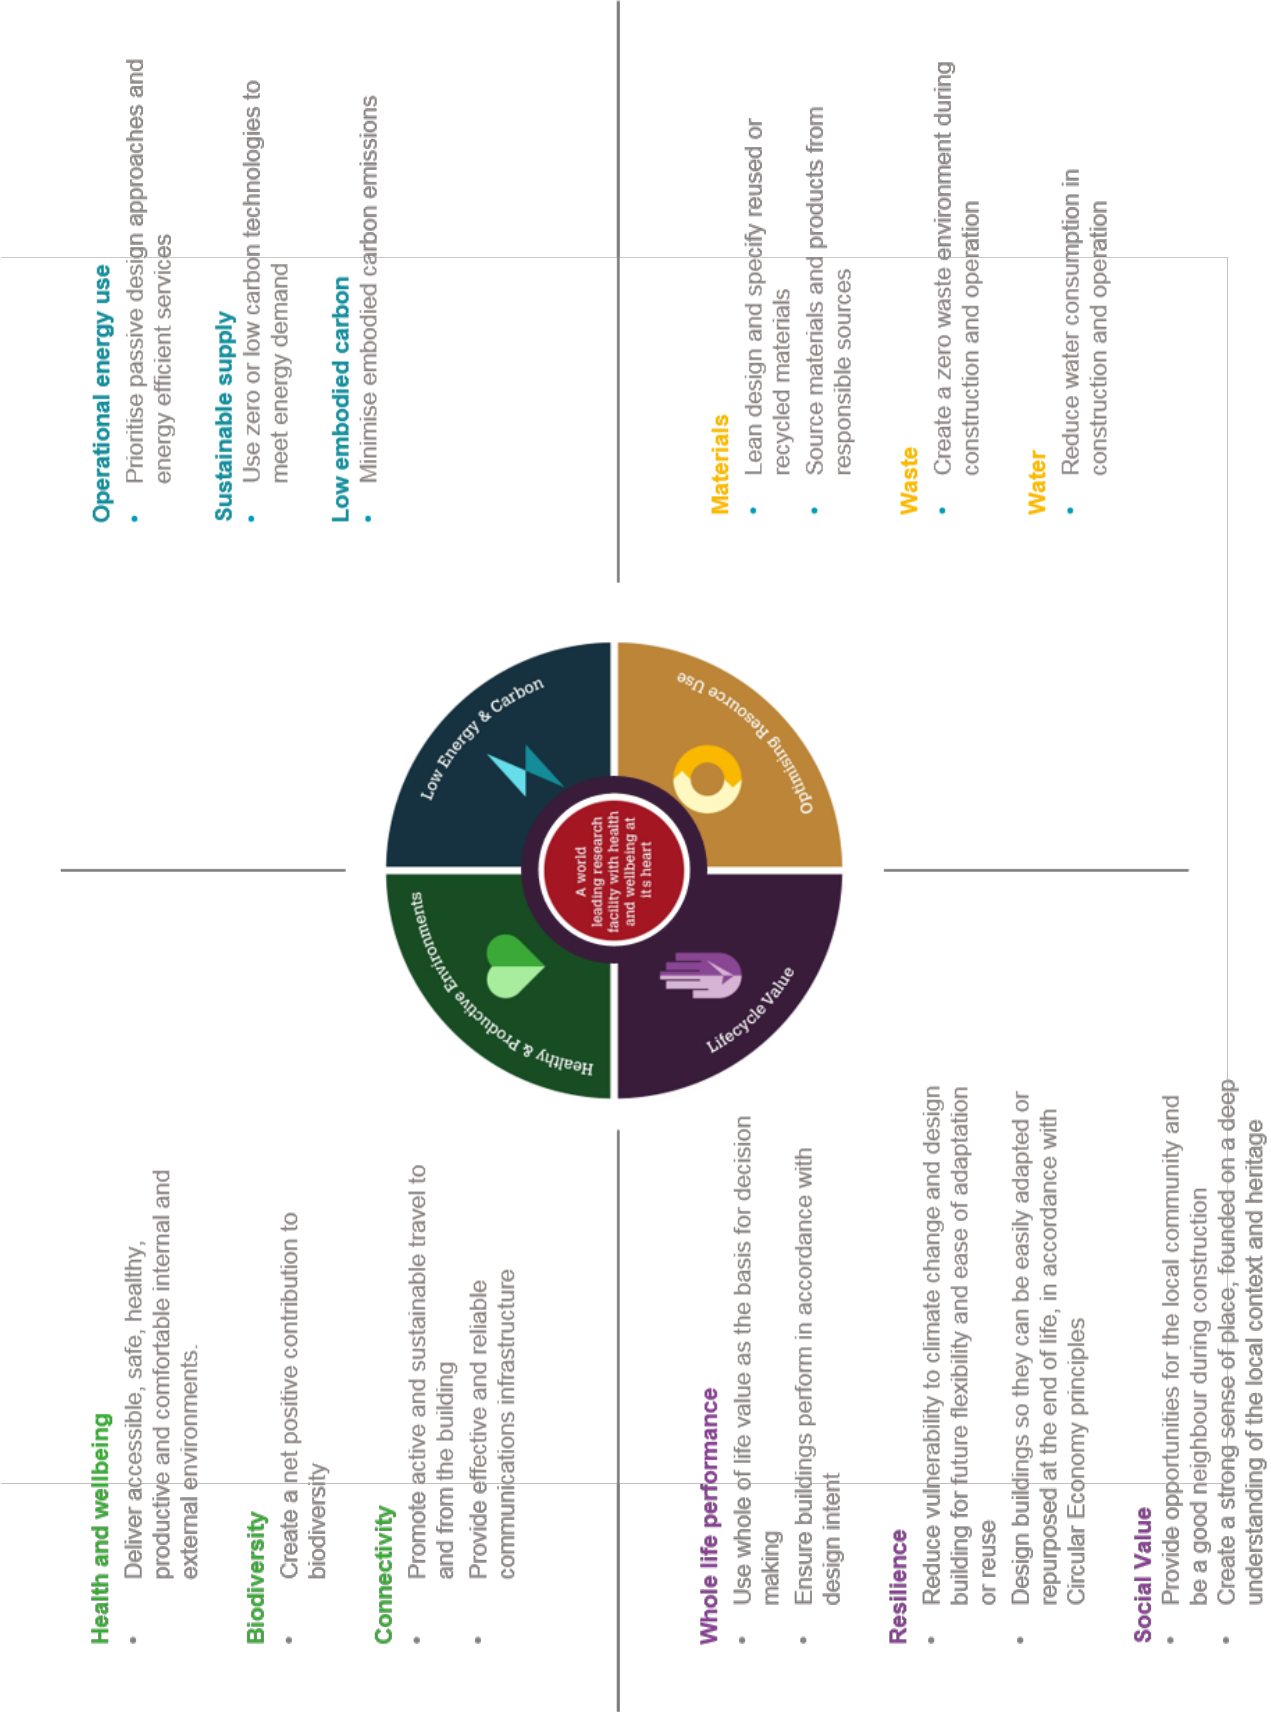 Health and wellbeing
• Deliver accessible, safe, healthy,
productive and comfortable internal and
external environments.
Biodiversity
• Create a net positive contribution to
biodiversity
Connectivity
• Promote active and sustainable travel to
and from the building
• Provide effective and reliable
communications infrastructure
Operational energy use
• Prioritise passive design approaches and
energy efficient services
Sustainable supply
• Use zero or low carbon technologies to
meet energy demand
Low embodied carbon
• Minimise embodied carbon emissions
Healthy & Productive Environments
Low Energy & Carbon
A world
leading research
facility with health
and wellbeing at
its heart
Lifecycle Value
Optimising Resource Use
Whole life performance
• Use whole of life value as the basis for decision
making
• Ensure buildings perform in accordance with
design intent
Resilience
• Reduce vulnerability to climate change and design
building for future flexibility and ease of adaptation
or reuse
• Design buildings so they can be easily adapted or
repurposed at the end of life, in accordance with
Circular Economy principles
Social Value
• Provide opportunities for the local community and
be a good neighbour during construction
• Create a strong sense of place, founded on a deep
understanding of the local context and heritage
Materials
• Lean design and specify reused or
recycled materials
• Source materials and products from
responsible sources
Waste
• Create a zero waste environment during
construction and operation
Water
• Reduce water consumption in
construction and operation